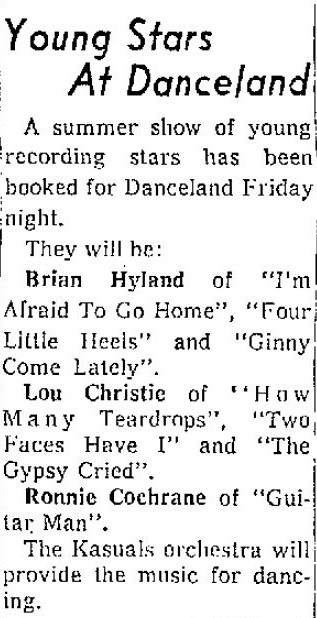 Young Stars
At Danceland
A summer show of young
recording stars has been
booked for Danceland Friday
night.
They will be:
Brian Hyland of "I'm
Afraid To Go Home", "Four
Little Heels" and "Ginny
Come Lately".
Lou Christie of "How
Many Teardrops", "Two
Faces Have I" and "The
Gypsy Cried".
Ronnie Cochrane of "Gui-
tar Man".
The Kasuals orchestra will
provide the music for danc-
ing.